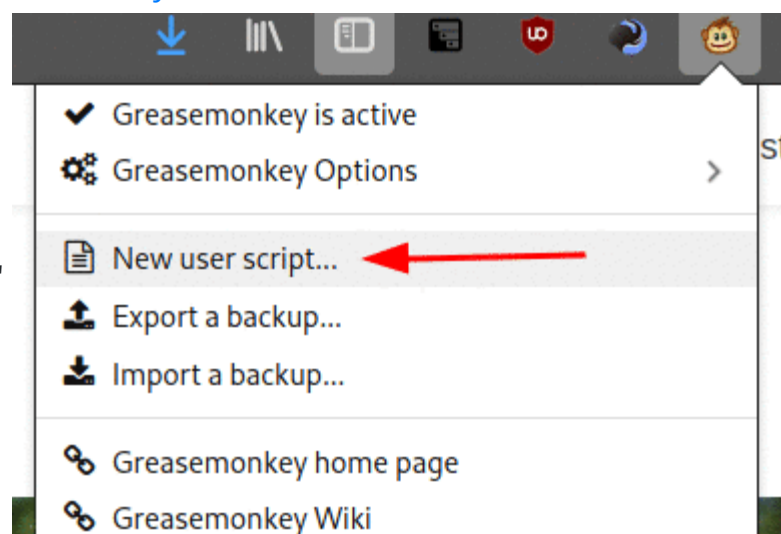 Greasemonkey is active
Greasemonkey Options
New user script...
Export a backup...
Import a backup...
Greasemonkey home page
Greasemonkey Wiki